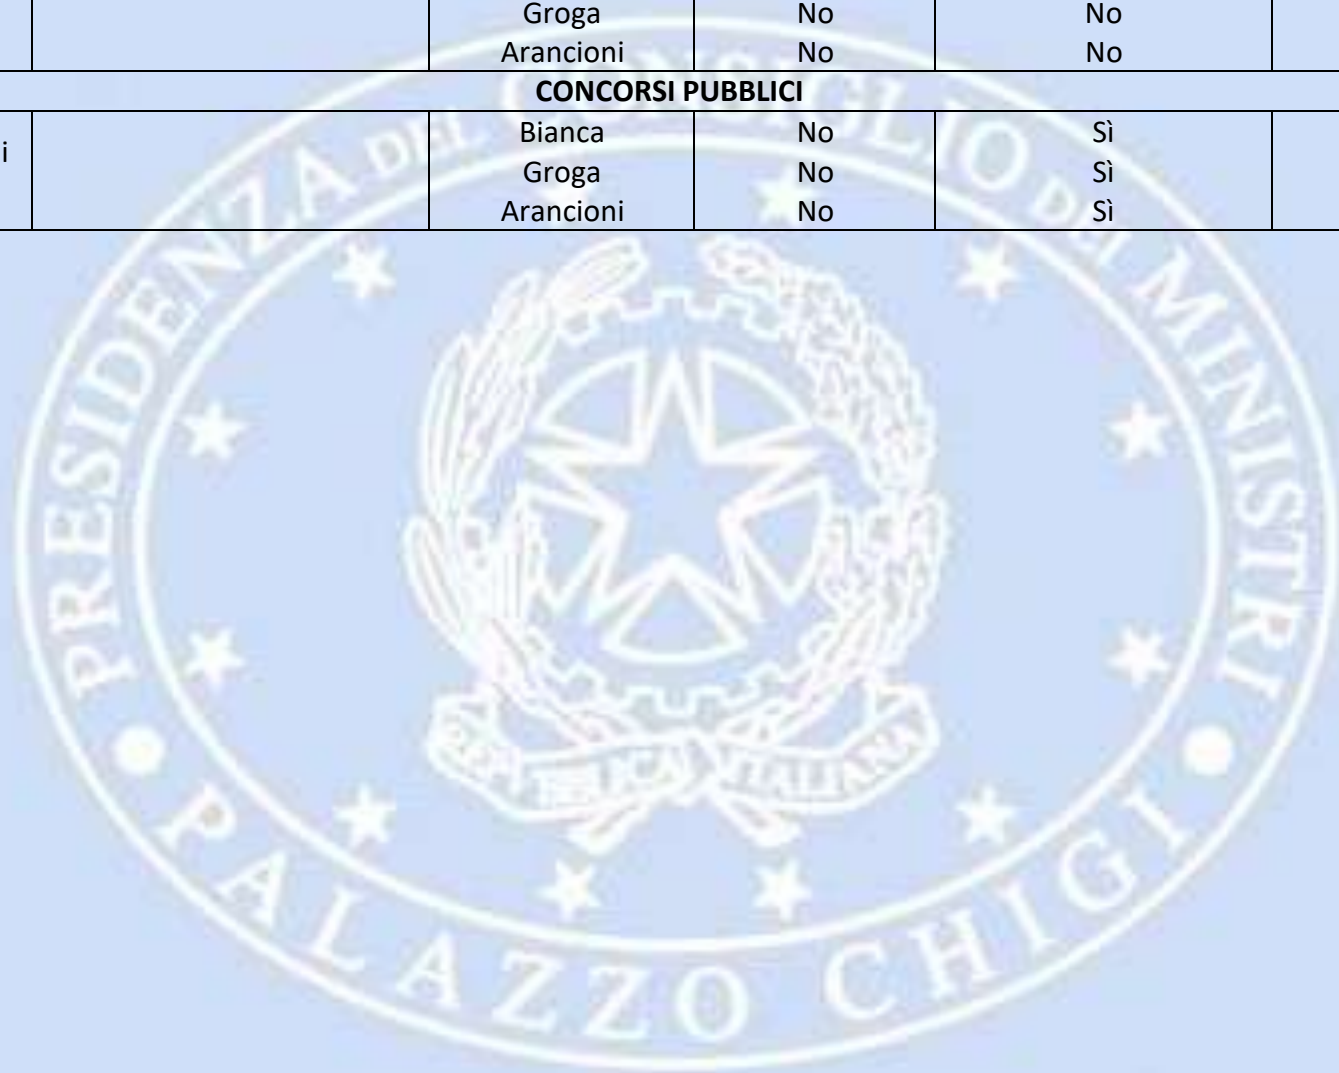 Groga No No
Arancioni No No
CONCORSI PUBBLICI
Bianca No Sì
i
Groga No Sì
Arancioni No Sì
PRESIDENZA DEL CONSIGLIO DEI MINISTRI
REPVBBLICA ITALIANA
PALAZZO CHIGI